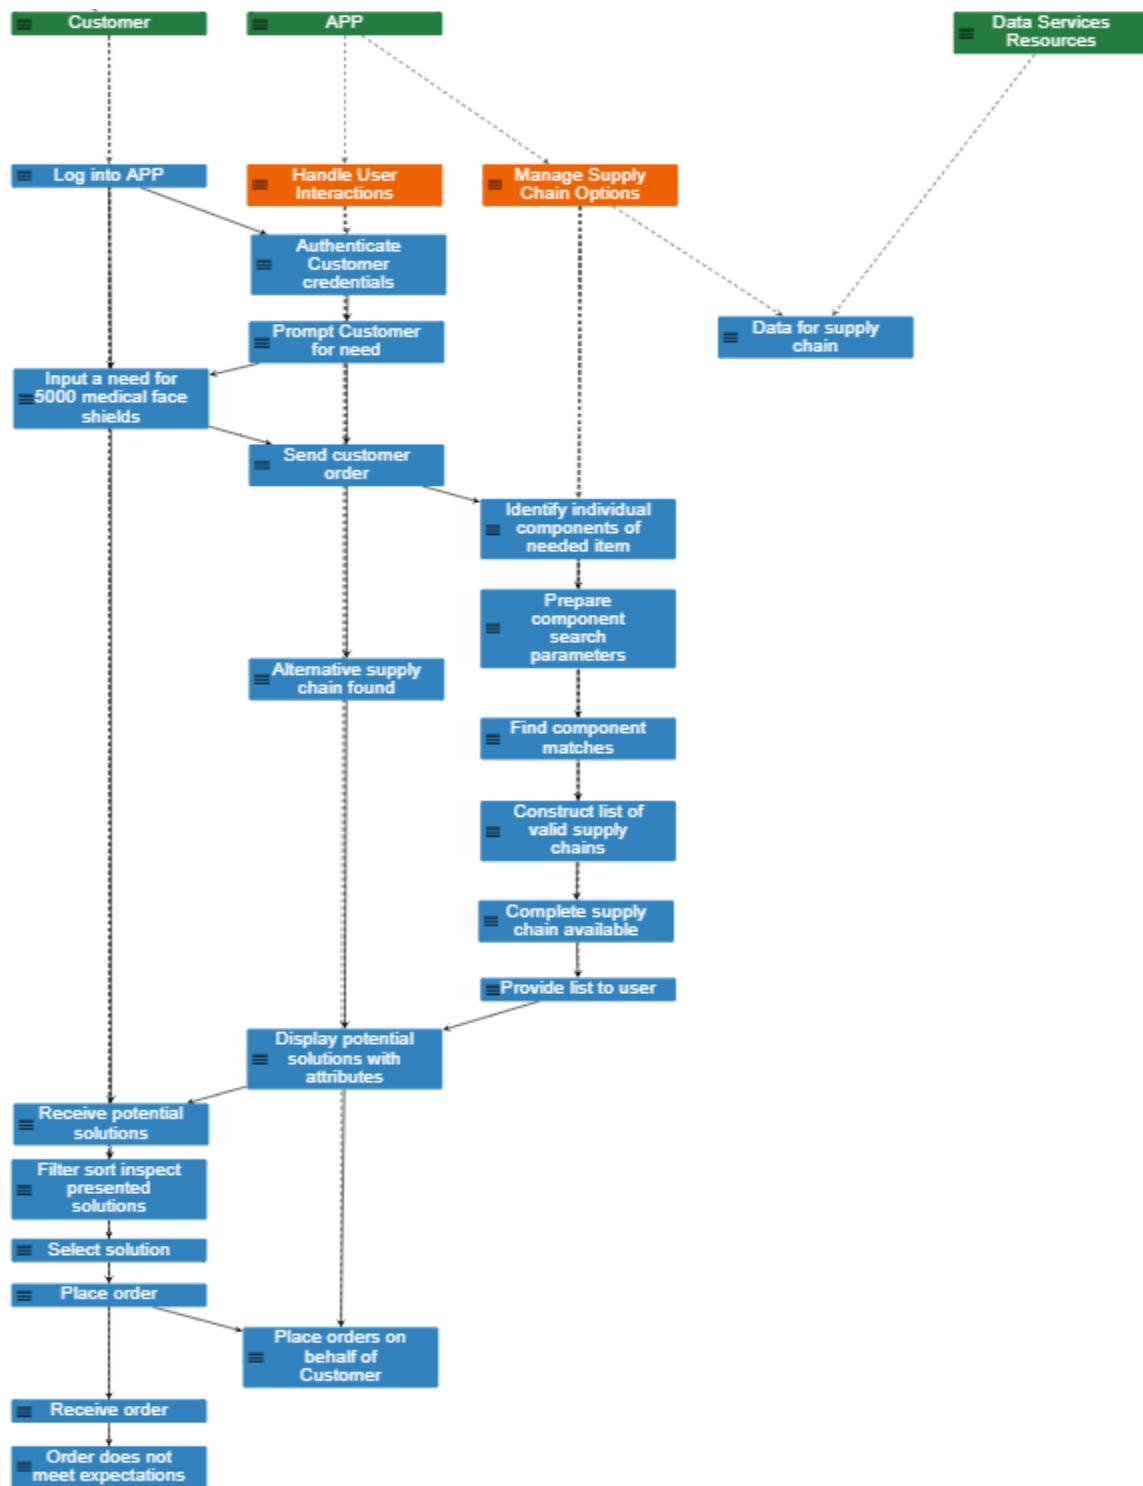 Customer
APP
Data Services
Resources
Log into APP
Handle User
Interactions
Manage Supply
Chain Options
Authenticate
Customer
credentials
Prompt Customer
for need
Data for supply
chain
Input a need for
5000 medical face
shields
Send customer
order
Identify individual
components of
needed item
Prepare
component
search
parameters
Alternative supply
chain found
Find component
matches
Construct list of
valid supply
chains
Complete supply
chain available
Provide list to user
Display potential
solutions with
attributes
Receive potential
solutions
Filter sort inspect
presented
solutions
Select solution
Place order
Place orders on
behalf of
Customer
Receive order
Order does not
meet expectations